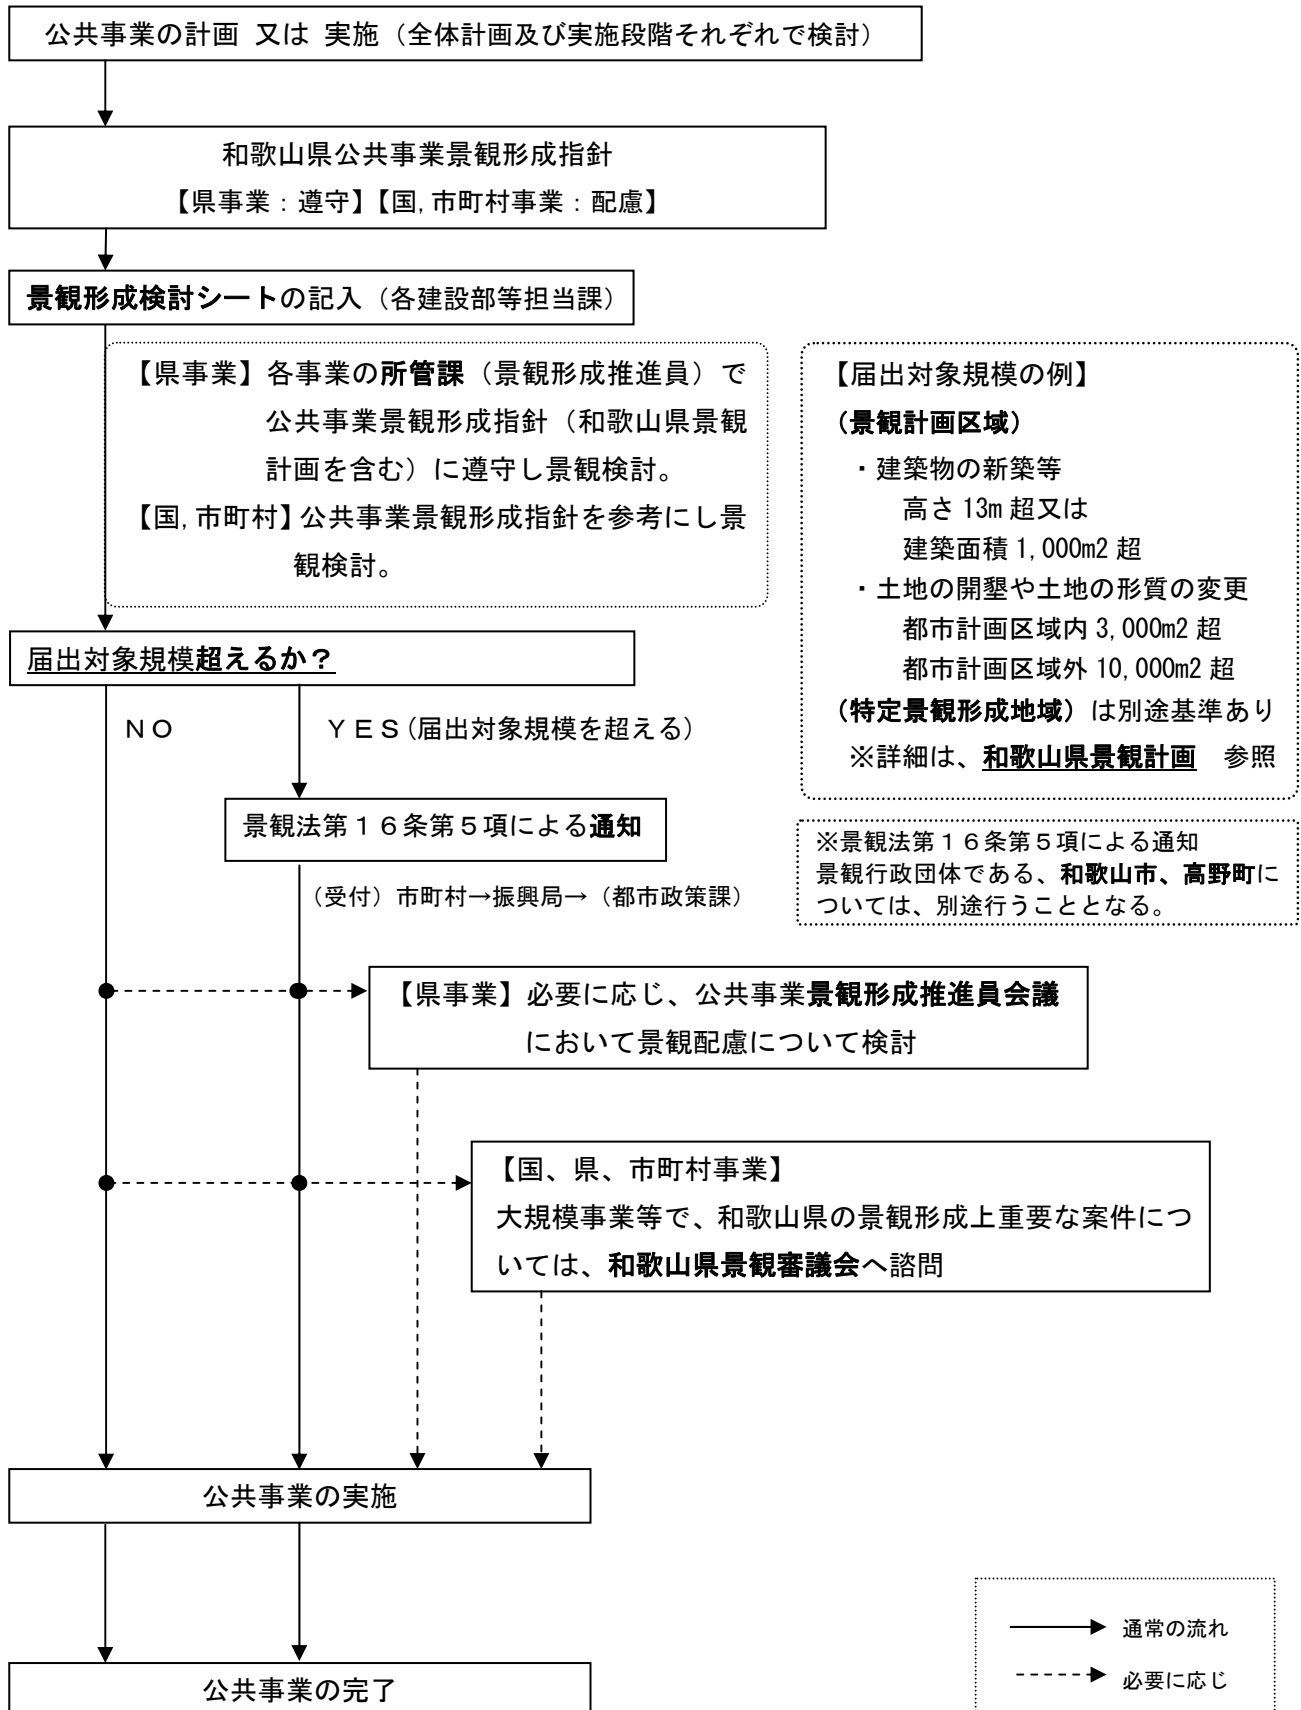 公共事業の計画 又は 実施（全体計画及び実施段階それぞれで検討）
和歌山県公共事業景観形成指針
【県事業：遵守】【国,市町村事業：配慮】
景観形成検討シートの記入（各建設部等担当課）
【県事業】各事業の所管課（景観形成推進員）で
公共事業景観形成指針（和歌山県景観
計画を含む）に遵守し景観検討。
【国,市町村】公共事業景観形成指針を参考にし景
観検討。
【届出対象規模の例】
（景観計画区域）
・建築物の新築等
高さ 13m 超又は
建築面積 1,000m2 超
・土地の開墾や土地の形質の変更
都市計画区域内 3,000m2 超
都市計画区域外 10,000m2 超
（特定景観形成地域）は別途基準あり
※詳細は、和歌山県景観計画　参照
届出対象規模超えるか？
ＮＯ
ＹＥＳ(届出対象規模を超える)
景観法第１６条第５項による通知
（受付）市町村→振興局→（都市政策課）
※景観法第１６条第５項による通知
景観行政団体である、和歌山市、高野町に
ついては、別途行うこととなる。
【県事業】必要に応じ、公共事業景観形成推進員会議
において景観配慮について検討
【国、県、市町村事業】
大規模事業等で、和歌山県の景観形成上重要な案件につ
いては、和歌山県景観審議会へ諮問
公共事業の実施
公共事業の完了
通常の流れ
必要に応じ